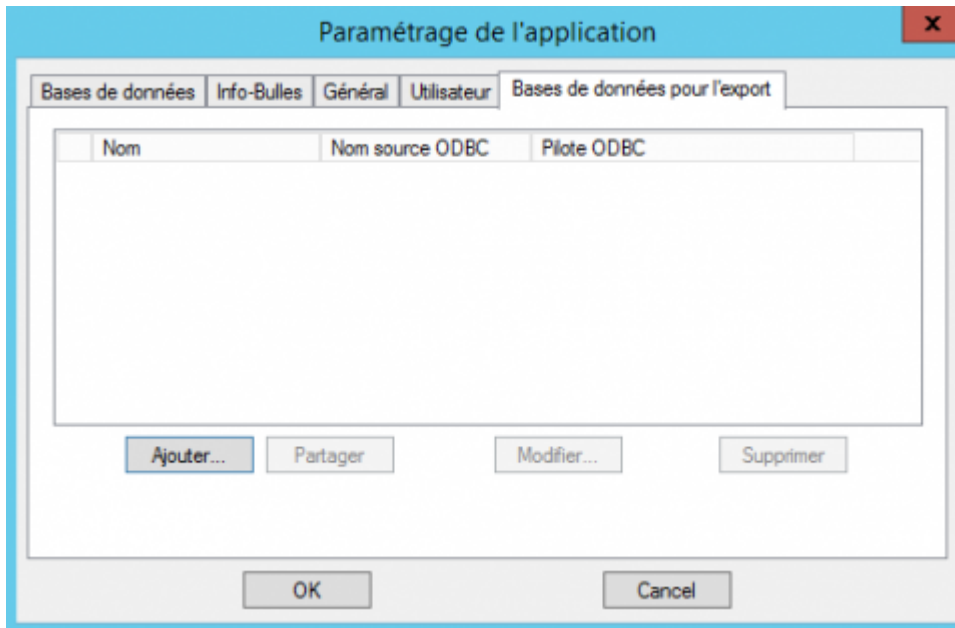 Paramétrage de l'application
x
Bases de données Info-Bulles Général Utilisateur Bases de données pour l'export
Nom Nom source ODBC Pilote ODBC
Ajouter... Partager Modifier... Supprimer
OK Cancel